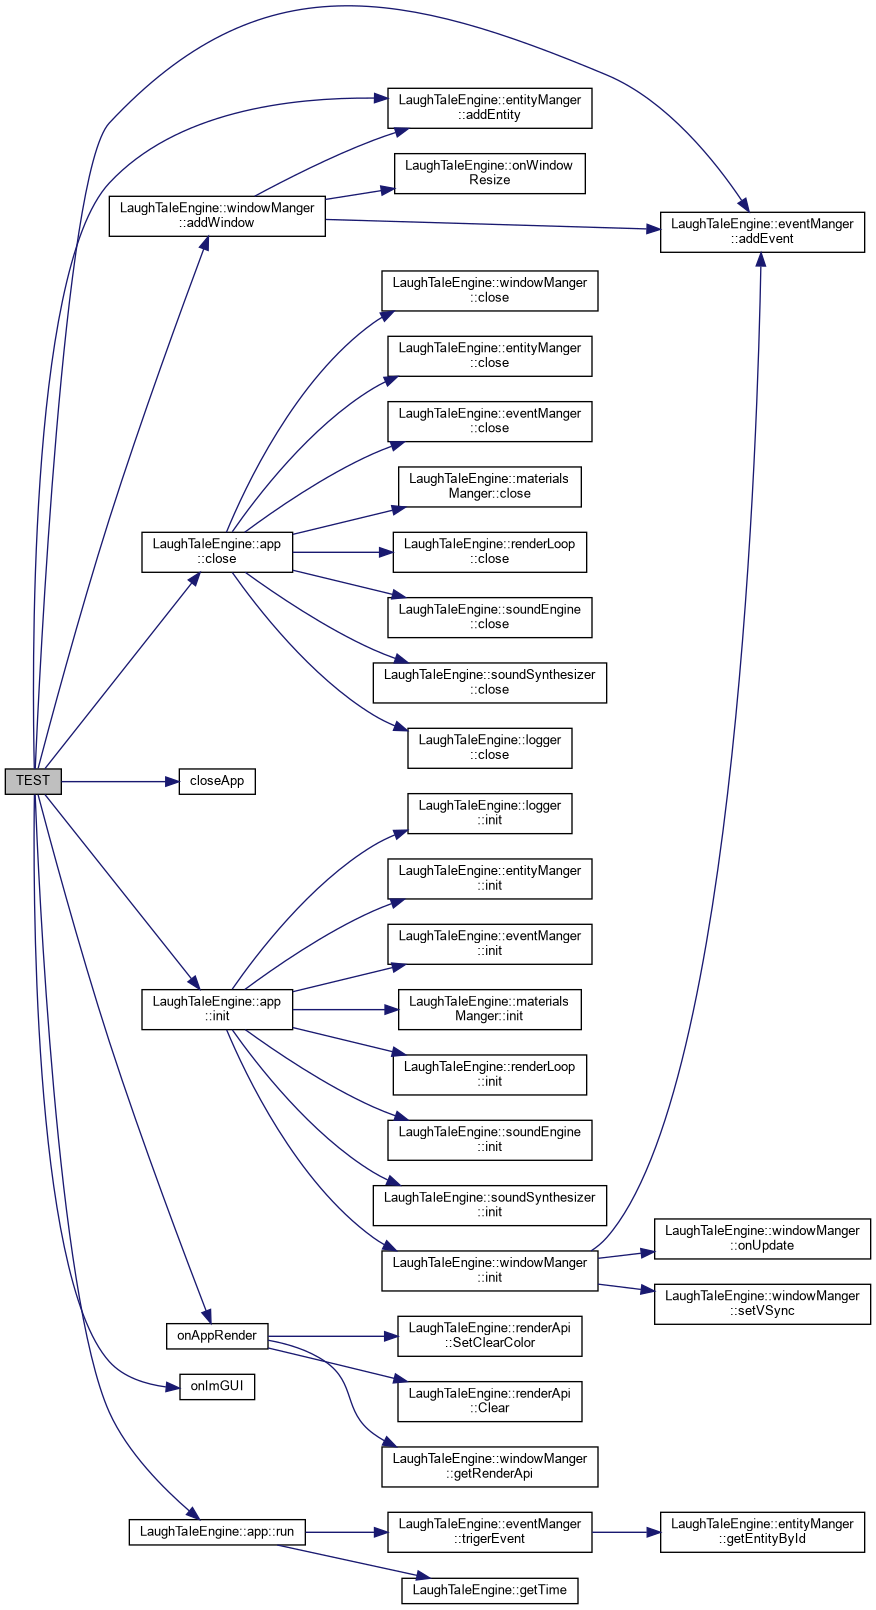 LaughTaleEngine::entityManger
::addEntity
LaughTaleEngine::onWindow
Resize
LaughTaleEngine::windowManger
::addWindow
LaughTaleEngine::eventManger
::addEvent
LaughTaleEngine::windowManger
::close
LaughTaleEngine::entityManger
::close
LaughTaleEngine::eventManger
::close
LaughTaleEngine::materials
Manger::close
LaughTaleEngine::app
::close
LaughTaleEngine::renderLoop
::close
LaughTaleEngine::soundEngine
::close
LaughTaleEngine::soundSynthesizer
::close
LaughTaleEngine::logger
::close
TEST
closeApp
LaughTaleEngine::logger
::init
LaughTaleEngine::entityManger
::init
LaughTaleEngine::eventManger
::init
LaughTaleEngine::app
::init
LaughTaleEngine::materials
Manger::init
LaughTaleEngine::renderLoop
::init
LaughTaleEngine::soundEngine
::init
LaughTaleEngine::soundSynthesizer
::init
LaughTaleEngine::windowManger
::init
LaughTaleEngine::windowManger
::onUpdate
LaughTaleEngine::windowManger
::setVSync
onAppRender
LaughTaleEngine::renderApi
::SetClearColor
onImGUI
LaughTaleEngine::renderApi
::Clear
LaughTaleEngine::windowManger
::getRenderApi
LaughTaleEngine::app::run
LaughTaleEngine::eventManger
::trigerEvent
LaughTaleEngine::entityManger
::getEntityById
LaughTaleEngine::getTime